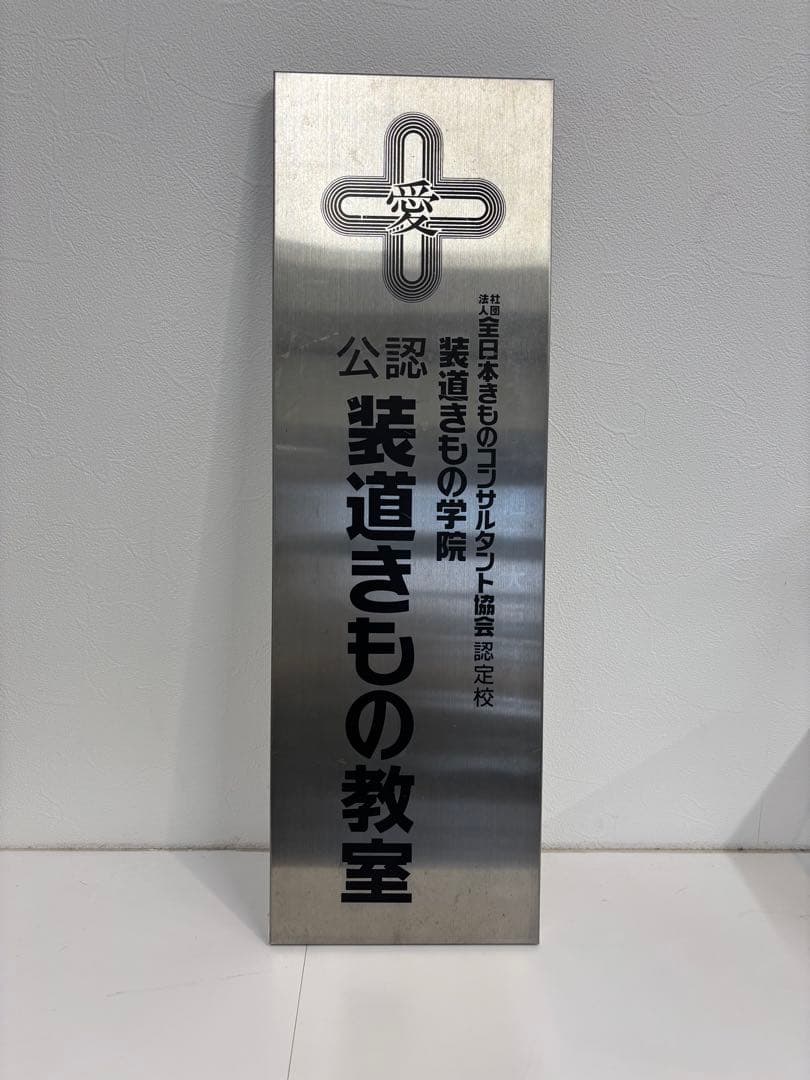 愛
社団法人全日本きものコンサルタント協会認定校
装道きもの学院
公認
装道きもの教室